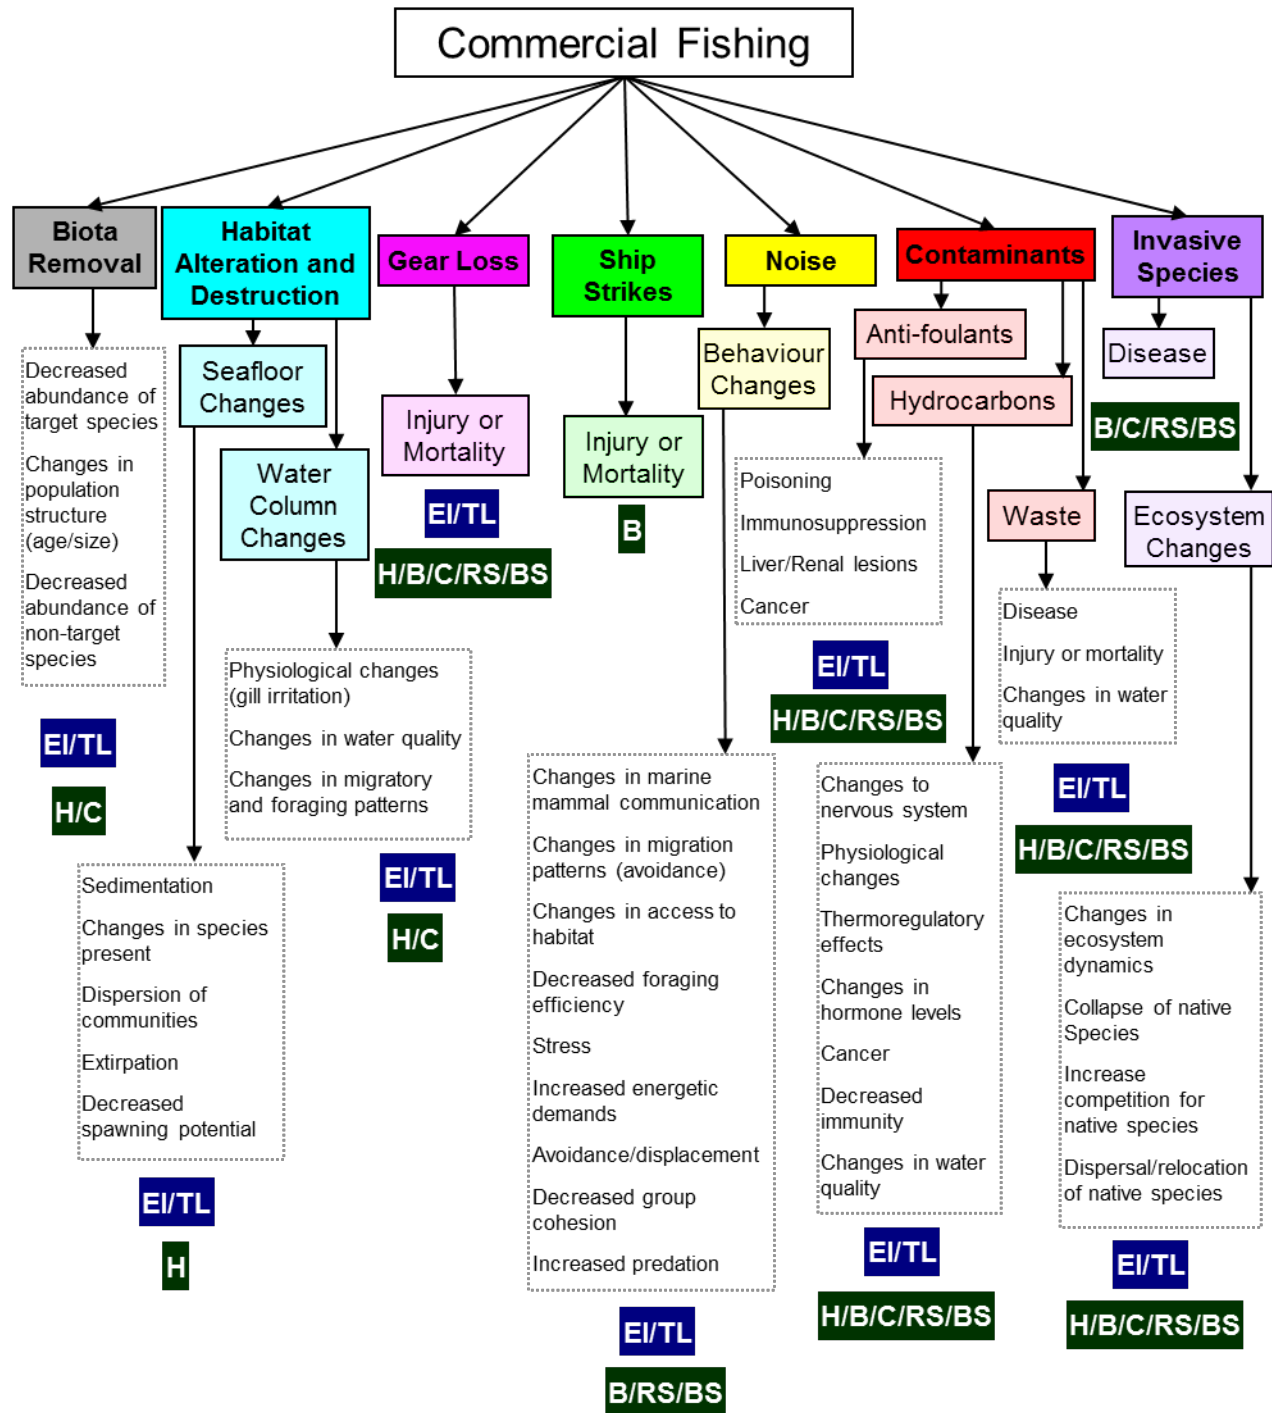 Commercial Fishing
Biota
Removal
Decreased
abundance of
target species
Changes in
population
structure
(age/size)
Decreased
abundance of
non-target
species
EI/TL
H/C
Habitat
Alteration and
Destruction
Seafloor
Changes
Sedimentation
Changes in species
present
Dispersion of
communities
Extirpation
Decreased
spawning potential
EI/TL
H
Water
Column
Changes
Physiological changes
(gill irritation)
Changes in water quality
Changes in migratory
and foraging patterns
EI/TL
H/C
Gear Loss
Injury or
Mortality
EI/TL
H/B/C/RS/BS
Ship
Strikes
Injury or
Mortality
B
Noise
Behaviour
Changes
Changes in marine
mammal communication
Changes in migration
patterns (avoidance)
Changes in access to
habitat
Decreased foraging
efficiency
Stress
Increased energetic
demands
Avoidance/displacement
Decreased group
cohesion
Increased predation
EI/TL
B/RS/BS
Contaminants
Anti-foulants
Poisoning
Immunosuppression
Liver/Renal lesions
Cancer
EI/TL
H/B/C/RS/BS
Hydrocarbons
Changes to
nervous system
Physiological
changes
Thermoregulatory
effects
Changes in
hormone levels
Cancer
Decreased
immunity
Changes in water
quality
EI/TL
H/B/C/RS/BS
Waste
Disease
Injury or mortality
Changes in water
quality
EI/TL
H/B/C/RS/BS
Invasive
Species
Disease
B/C/RS/BS
Ecosystem
Changes
Changes in
ecosystem
dynamics
Collapse of native
Species
Increase
competition for
native species
Dispersal/relocation
of native species
EI/TL
H/B/C/RS/BS